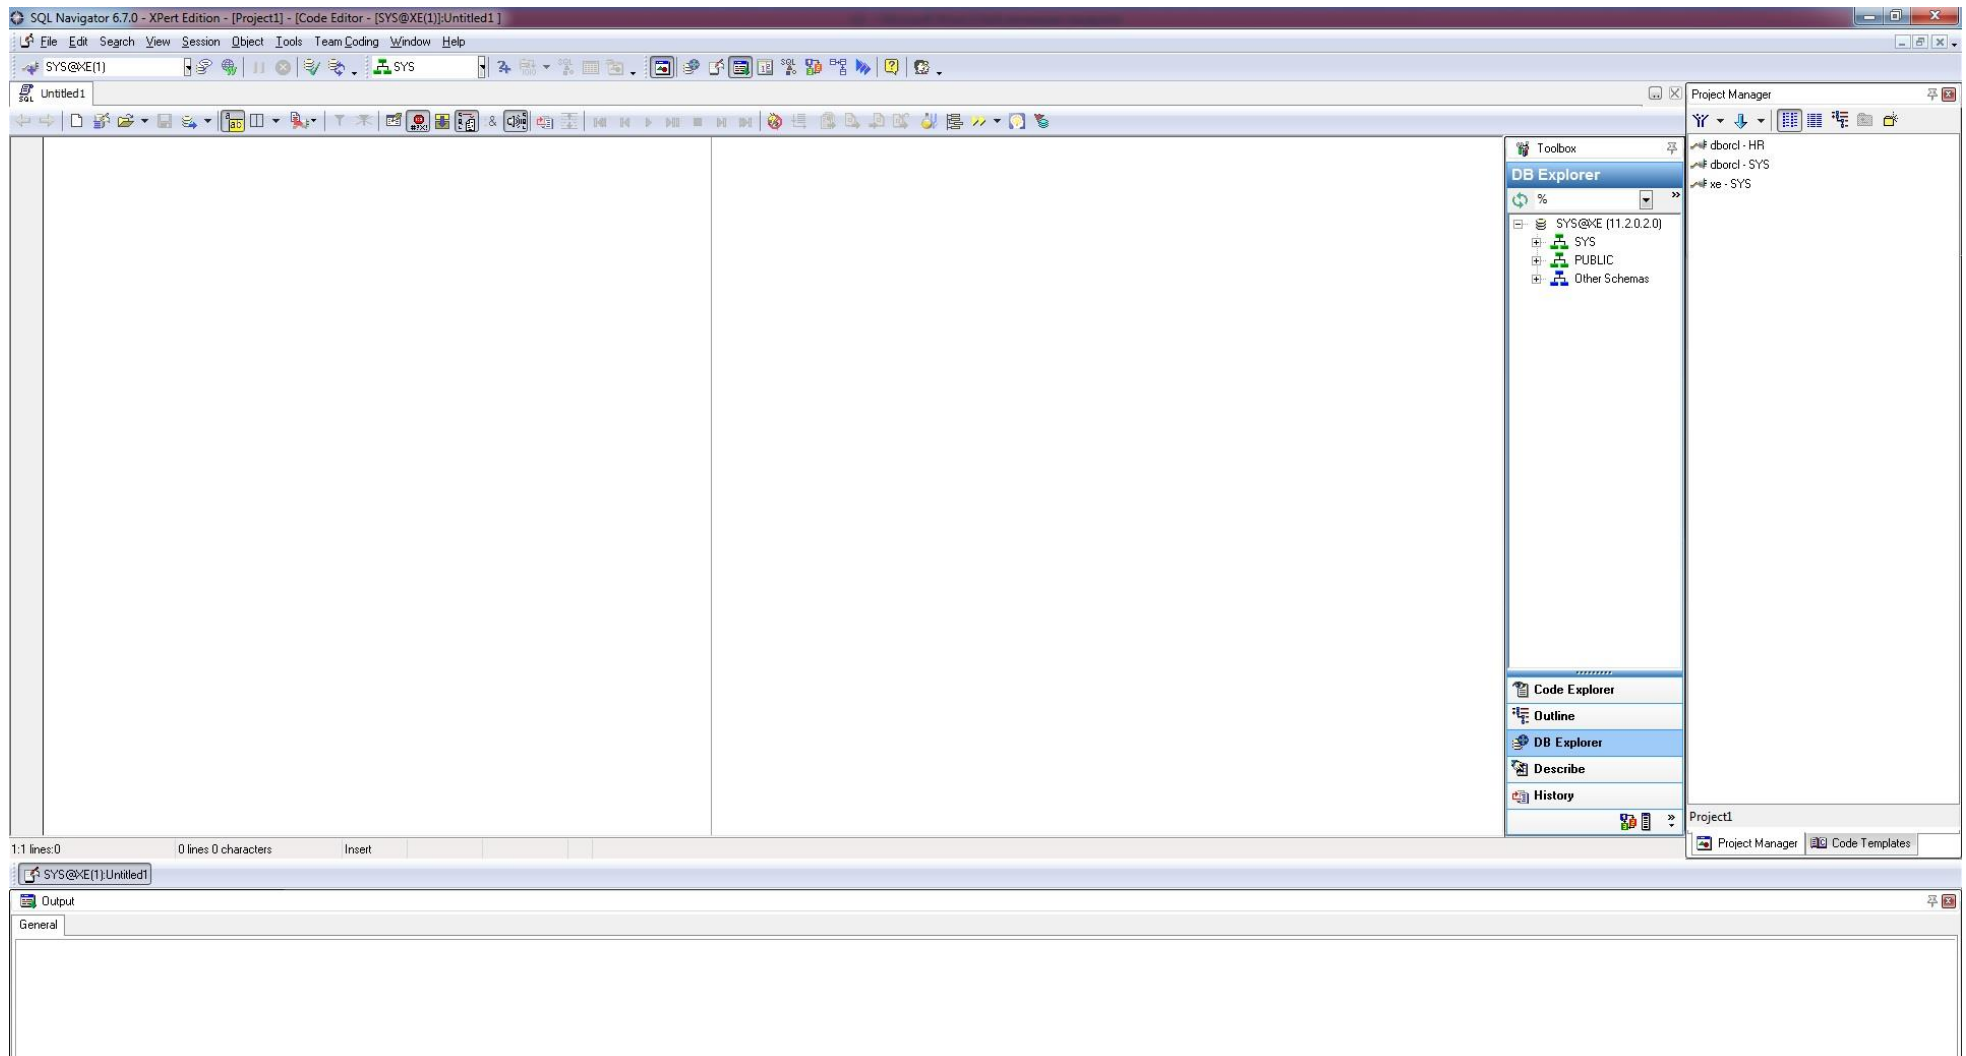 SQL Navigator 6.7.0 - XPert Edition - [Project1] - [Code Editor - [SYS@XE(1)]:Untitled1 ]
File Edit Search View Session Object Tools Team Coding Window Help
SYS@XE(1) SYS
Untitled1
Project Manager
Toolbox
DB Explorer
%
SYS@XE (11.2.0.2.0)
SYS
PUBLIC
Other Schemas
Code Explorer
Outline
DB Explorer
Describe
History
dborcl - HR
dborcl - SYS
xe - SYS
Project1
Project Manager Code Templates
1:1 lines:0 0 lines 0 characters Insert
SYS@XE(1):Untitled1
Output
General